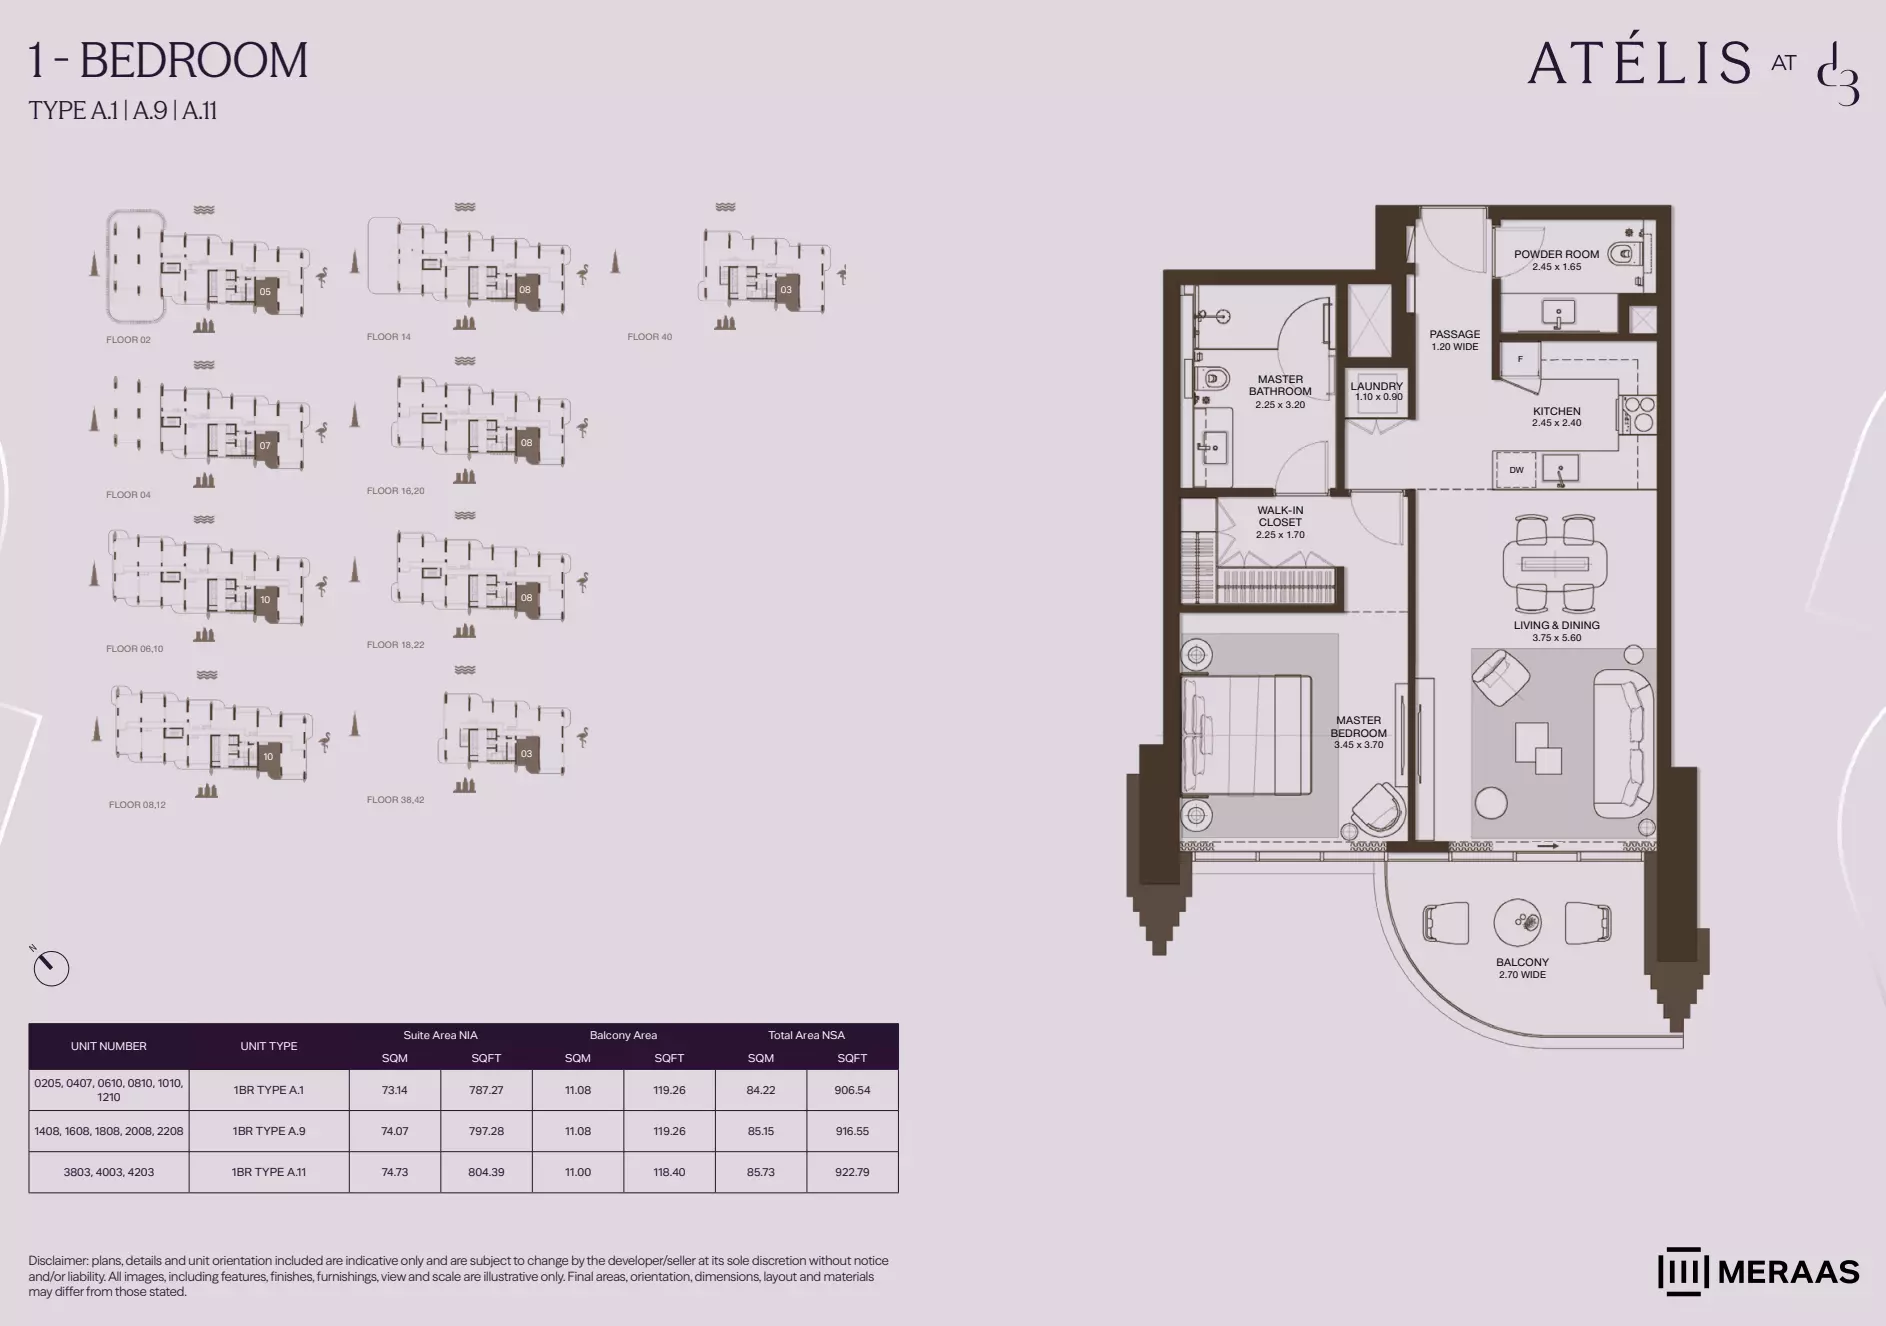 1 - BEDROOM
TYPE A.1 | A.9 | A.11
ATÉLIS AT d3
05
FLOOR 02
08
FLOOR 14
03
FLOOR 40
07
FLOOR 04
08
FLOOR 16,20
10
FLOOR 06,10
08
FLOOR 18,22
10
FLOOR 08,12
03
FLOOR 38,42
N
POWDER ROOM
2.45 x 1.65
PASSAGE
1.20 WIDE
F
MASTER
BATHROOM
2.25 x 3.20
LAUNDRY
1.10 x 0.90
KITCHEN
2.45 x 2.40
DW
WALK-IN
CLOSET
2.25 x 1.70
LIVING & DINING
3.75 x 5.60
MASTER
BEDROOM
3.45 x 3.70
BALCONY
2.70 WIDE
UNIT NUMBER UNIT TYPE Suite Area NIA Balcony Area Total Area NSA
SQM SQFT SQM SQFT SQM SQFT
0205, 0407, 0610, 0810, 1010,
1210 1BR TYPE A.1 73.14 787.27 11.08 119.26 84.22 906.54
1408, 1608, 1808, 2008, 2208 1BR TYPE A.9 74.07 797.28 11.08 119.26 85.15 916.55
3803, 4003, 4203 1BR TYPE A.11 74.73 804.39 11.00 118.40 85.73 922.79
Disclaimer: plans, details and unit orientation included are indicative only and are subject to change by the developer/seller at its sole discretion without notice
and/or liability. All images, including features, finishes, furnishings, view and scale are illustrative only. Final areas, orientation, dimensions, layout and materials
may differ from those stated.
MERAAS